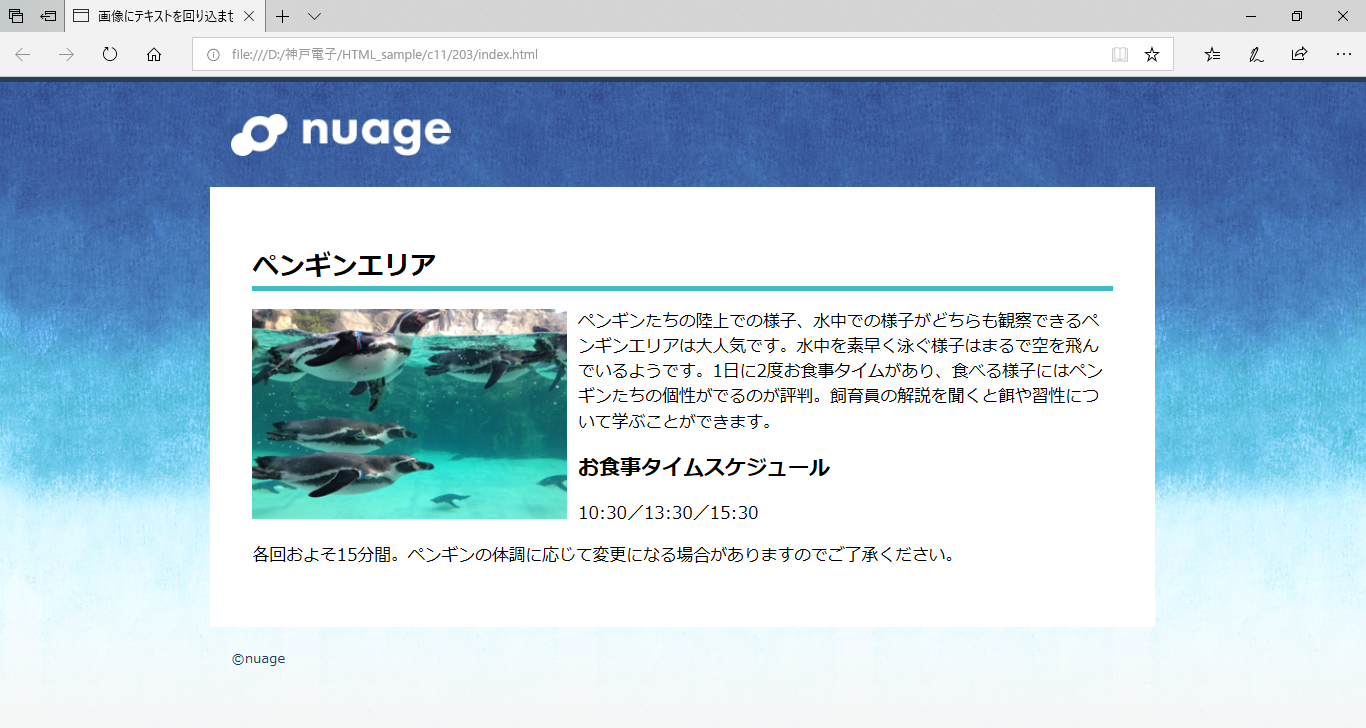 画像にテキストを回り込ませ
file:///D:/神戸電子/HTML_sample/c11/203/index.html
nuage
ペンギンエリア
ペンギンたちの陸上での様子、水中での様子がどちらも観察できるペ
ンギンエリアは大人気です。水中を素早く泳ぐ様子はまるで空を飛ん
でいるようです。1日に2度お食事タイムがあり、食べる様子にはペン
ギンたちの個性がでるのが評判。飼育員の解説を聞くと餌や習性につ
いて学ぶことができます。
お食事タイムスケジュール
10:30／13:30／15:30
各回およそ15分間。ペンギンの体調に応じて変更になる場合がありますのでご了承ください。
©nuage